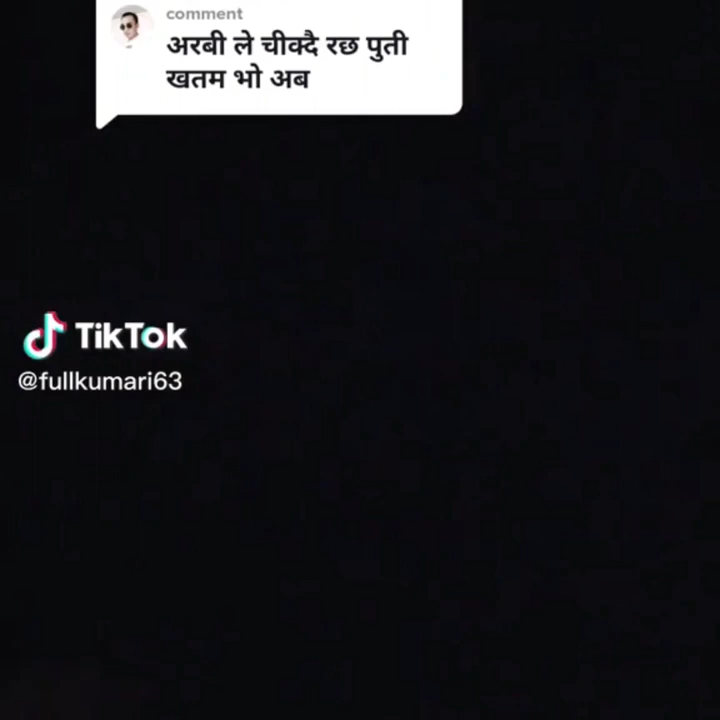 comment
अरबी ले चीक्दै रछ पुती
खतम भो अब
TikTok
@fullkumari63